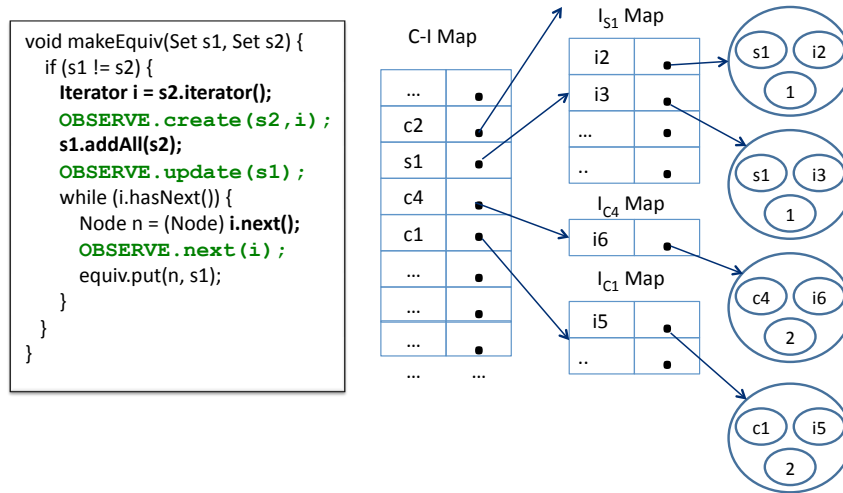 void makeEquiv(Set s1, Set s2) {
if (s1 != s2) {
Iterator i = s2.iterator();
OBSERVE.create(s2,i);
s1.addAll(s2);
OBSERVE.update(s1);
while (i.hasNext()) {
Node n = (Node) i.next();
OBSERVE.next(i);
equiv.put(n, s1);
}
}
}
C-I Map
...
c2
s1
c4
c1
...
...
...
... ...
IS1 Map
i2
i3
...
..
IC4 Map
i6
IC1 Map
i5
..
s1 i2
1
s1 i3
1
c4 i6
2
c1 i5
2